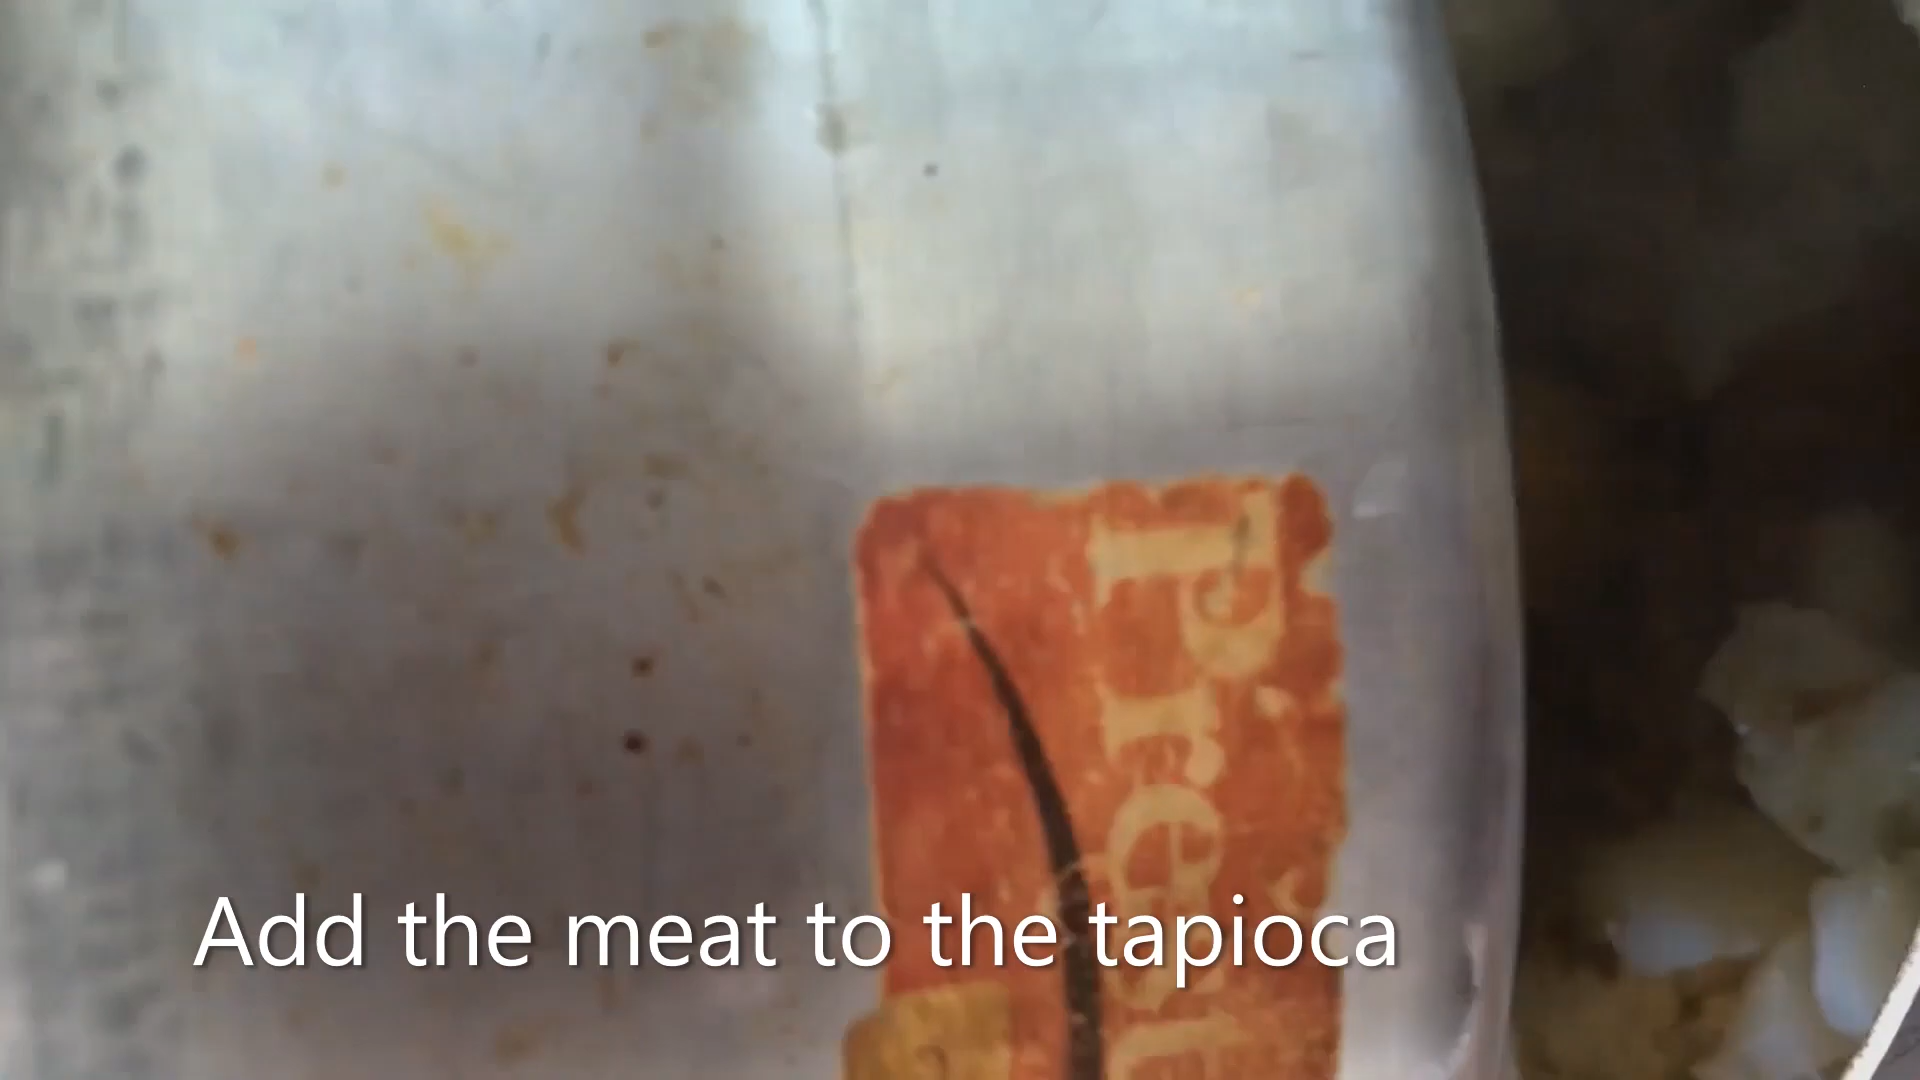 Add the meat to the tapioca